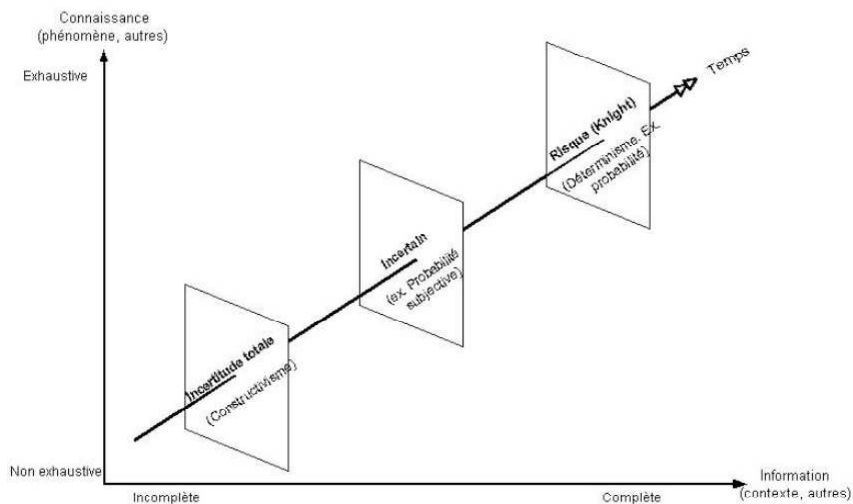 Connaissance
(phénomène, autres)
Exhaustive
Temps
Risque (Knight)
(Déterminisme. Ex.
probabilité)
Incertain
(ex. Probabilité
subjective)
Incertitude totale
(Constructivisme)
Non exhaustive
Incomplète
Complète
Information
(contexte, autres)